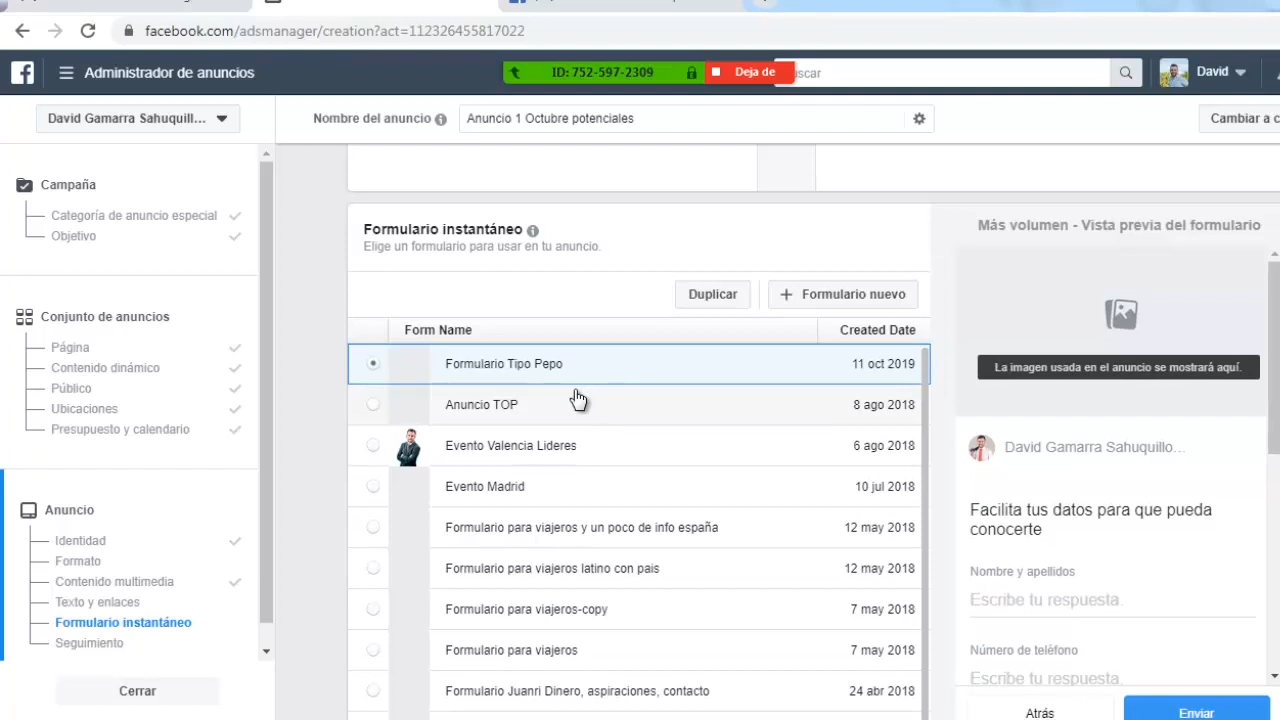 facebook.com/adsmanager/creation?act=112326455817022
Administrador de anuncios
ID: 752-597-2309
Deja de
uscar
David
David Gamarra Sahuquill...
Nombre del anuncio
Anuncio 1 Octubre potenciales
Cambiar a c
Campaña
Categoría de anuncio especial
Objetivo
Conjunto de anuncios
Página
Contenido dinámico
Público
Ubicaciones
Presupuesto y calendario
Anuncio
Identidad
Formato
Contenido multimedia
Texto y enlaces
Formulario instantáneo
Seguimiento
Cerrar
Formulario instantáneo
Elige un formulario para usar en tu anuncio.
Duplicar
+ Formulario nuevo
Form Name Created Date
Formulario Tipo Pepo 11 oct 2019
Anuncio TOP 8 ago 2018
Evento Valencia Lideres 6 ago 2018
Evento Madrid 10 jul 2018
Formulario para viajeros y un poco de info españa 12 may 2018
Formulario para viajeros latino con pais 12 may 2018
Formulario para viajeros-copy 7 may 2018
Formulario para viajeros 7 may 2018
Formulario Juanri Dinero, aspiraciones, contacto 24 abr 2018
Más volumen - Vista previa del formulario
La imagen usada en el anuncio se mostrará aquí.
David Gamarra Sahuquillo...
Facilita tus datos para que pueda
conocerte
Nombre y apellidos
Escribe tu respuesta.
Número de teléfono
Escribe tu respuesta.
Atrás
Enviar